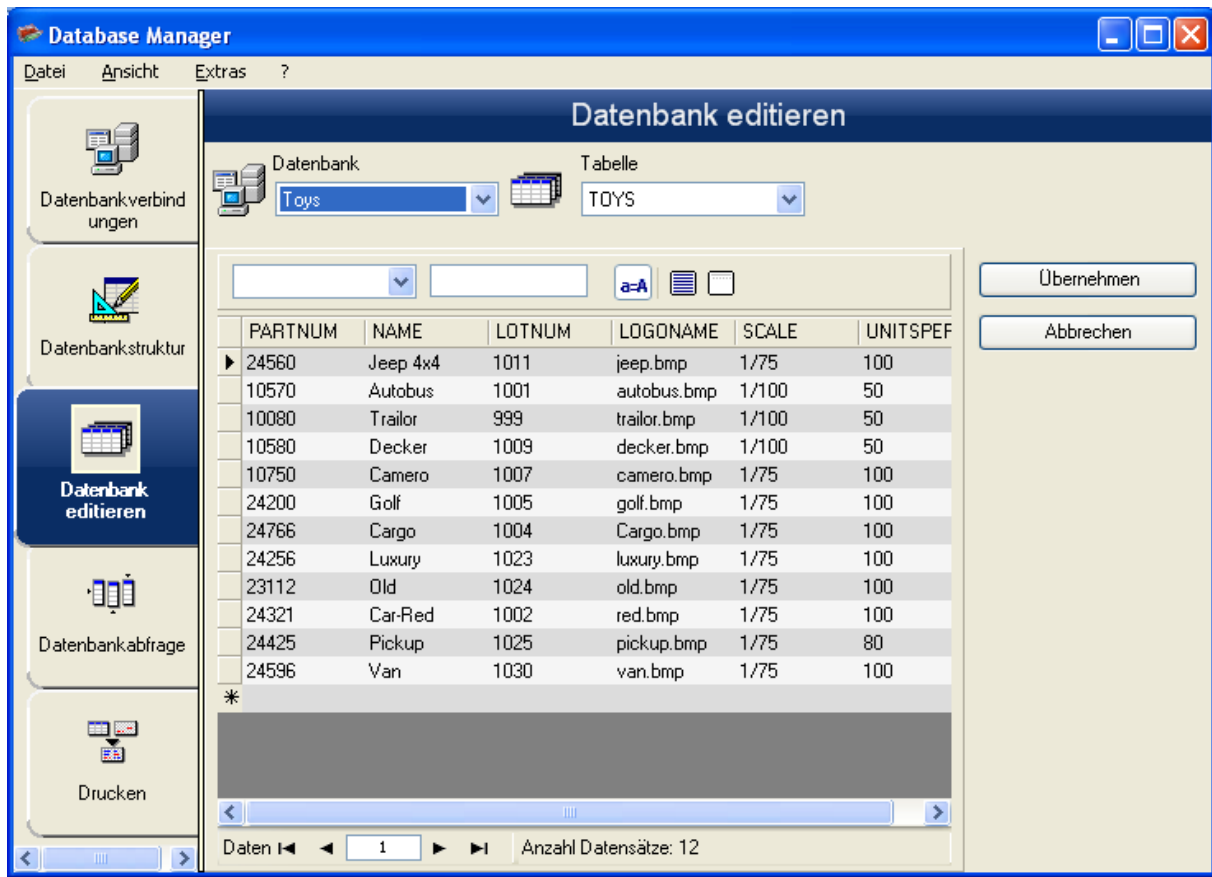 Database Manager
Datei Ansicht Extras ?
Datenbankverbind
ungen
Datenbankstruktur
Datenbank
editieren
Datenbankabfrage
Drucken
Datenbank editieren
Datenbank Tabelle
Toys TOYS
a=A
Übernehmen
Abbrechen
PARTNUM NAME LOTNUM LOGONAME SCALE UNITSPER
24560 Jeep 4x4 1011 jeep.bmp 1/75 100
10570 Autobus 1001 autobus.bmp 1/100 50
10080 Trailor 999 trailor.bmp 1/100 50
10580 Decker 1009 decker.bmp 1/100 50
10750 Camero 1007 camero.bmp 1/75 100
24200 Golf 1005 golf.bmp 1/75 100
24766 Cargo 1004 Cargo.bmp 1/75 100
24256 Luxury 1023 luxury.bmp 1/75 100
23112 Old 1024 old.bmp 1/75 100
24321 Car-Red 1002 red.bmp 1/75 100
24425 Pickup 1025 pickup.bmp 1/75 80
24596 Van 1030 van.bmp 1/75 100
Daten 1 Anzahl Datensätze: 12